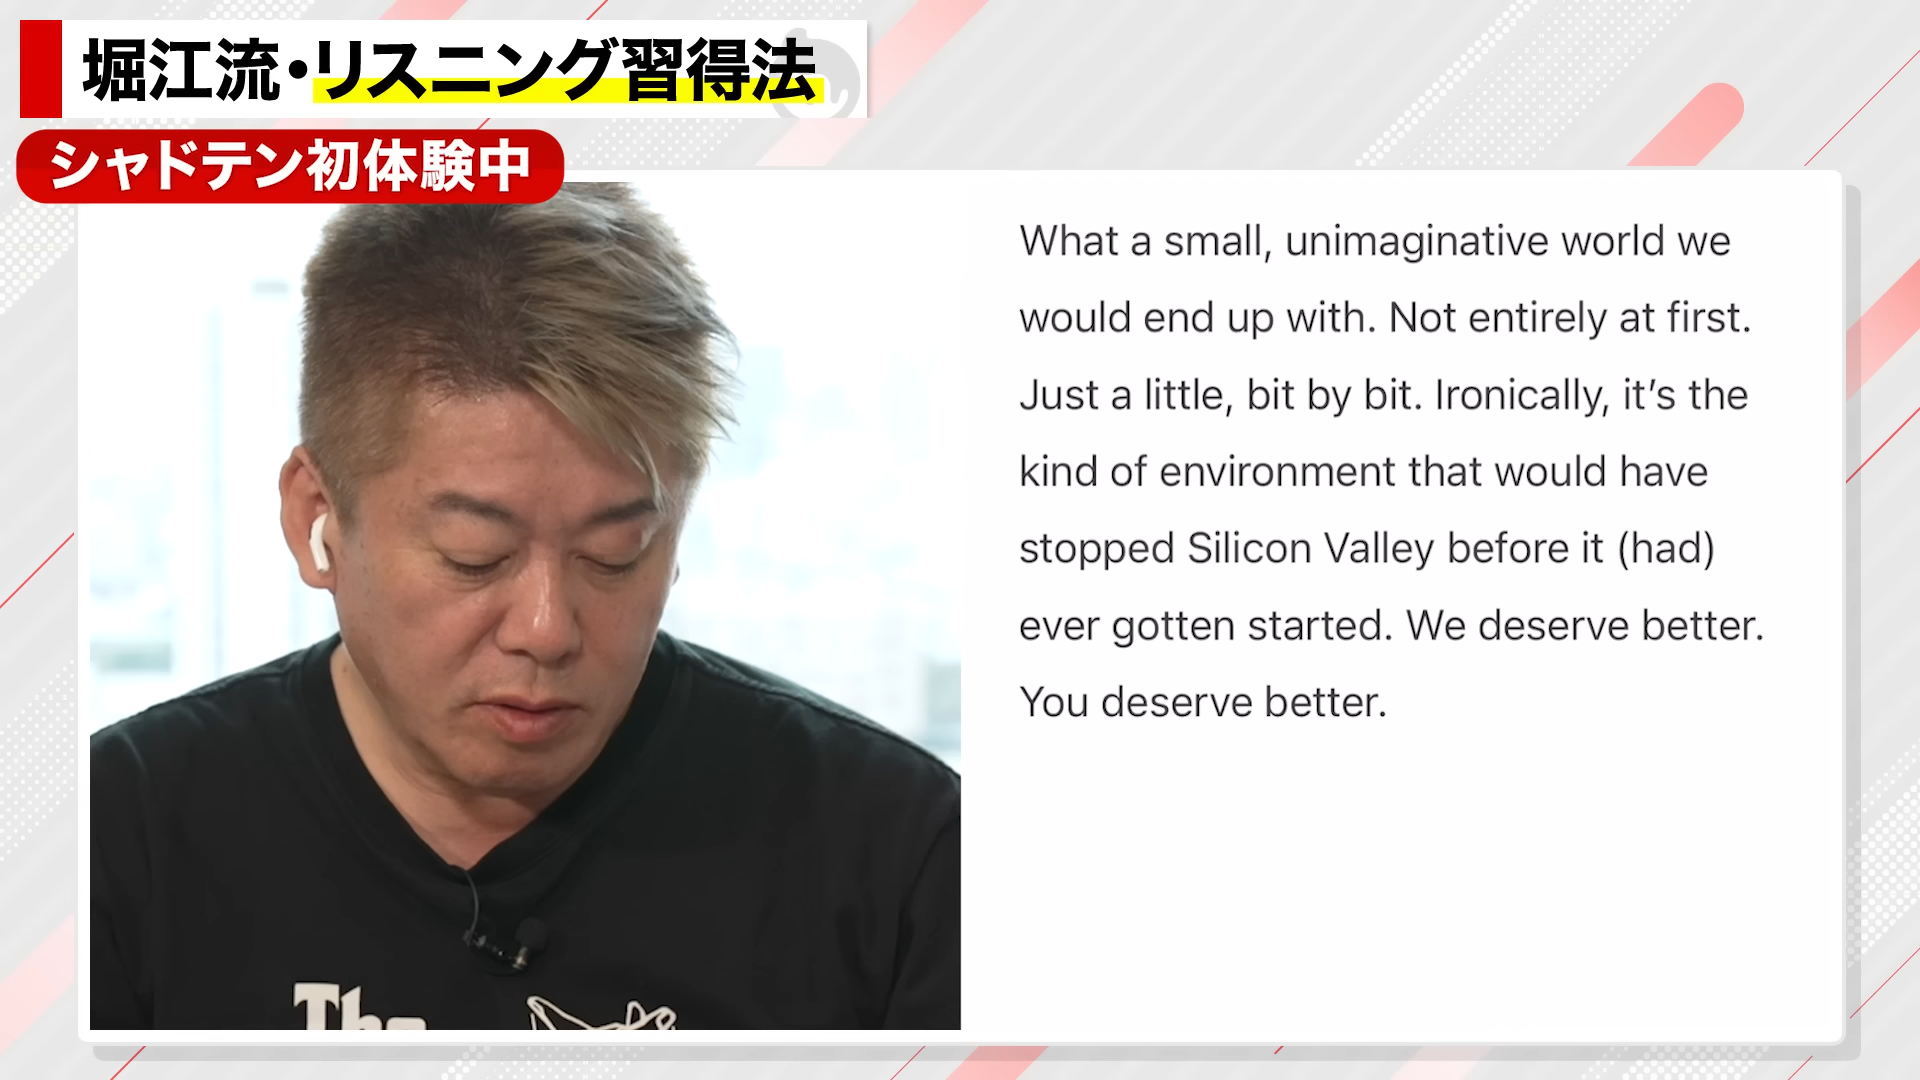 堀江流・リスニング習得法
シャドテン初体験中
What a small, unimaginative world we
would end up with. Not entirely at first.
Just a little, bit by bit. Ironically, it’s the
kind of environment that would have
stopped Silicon Valley before it (had)
ever gotten started. We deserve better.
You deserve better.
The